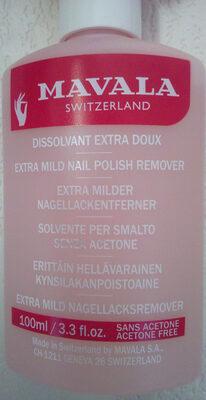 MAVALA
SWITZERLAND
DISSOLVANT EXTRA DOUX
EXTRA MILD NAIL POLISH REMOVER
EXTRA MILDER
NAGELLACKENTFERNER
SOLVENTE PER SMALTO
SENZA ACETONE
ERITTÄIN HELLÄVARAINEN
KYNSILAKANPOISTOAINE
EXTRA MILD NAGELLACKSREMOVER
100ml / 3.3 fl.oz. SANS ACETONE
ACETONE FREE
Made in Switzerland by MAVALA S.A.,
CH-1211 GENEVA 26 SWITZERLAND